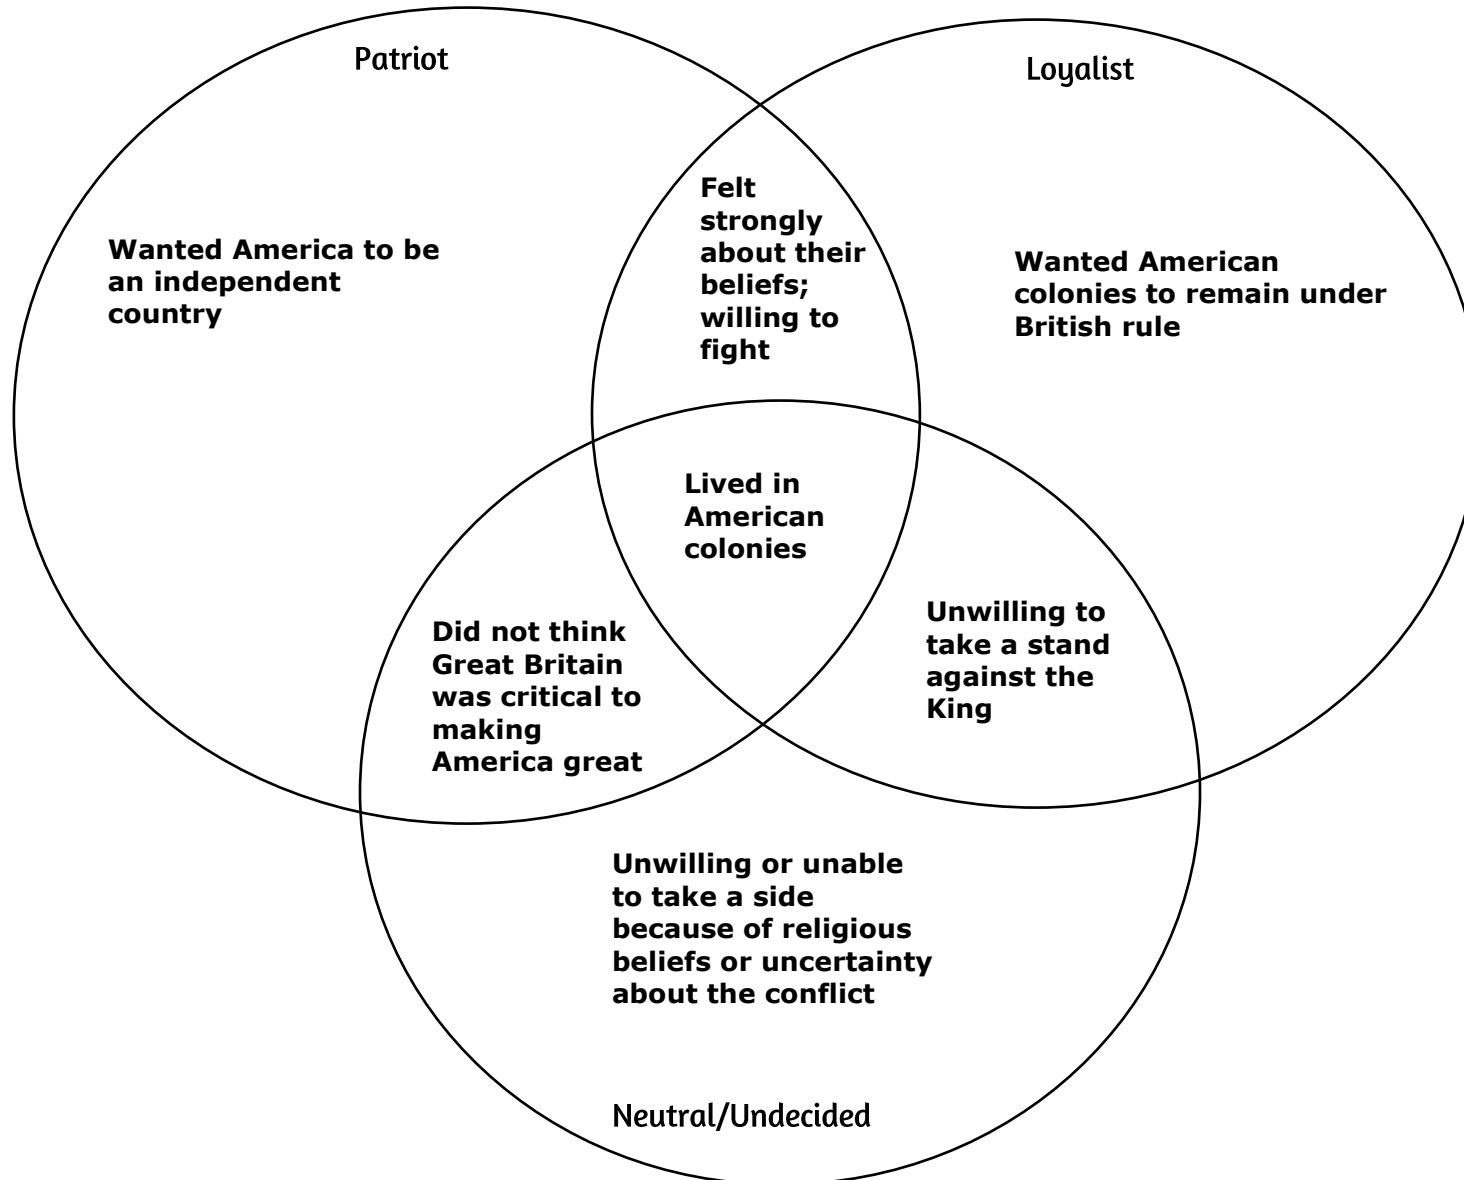 Patriot
Loyalist
Felt
strongly
about their
beliefs;
willing to
fight
Wanted America to be
an independent
country
Wanted American
colonies to remain under
British rule
Lived in
American
colonies
Did not think
Great Britain
was critical to
making
America great
Unwilling to
take a stand
against the
King
Unwilling or unable
to take a side
because of religious
beliefs or uncertainty
about the conflict
Neutral/Undecided